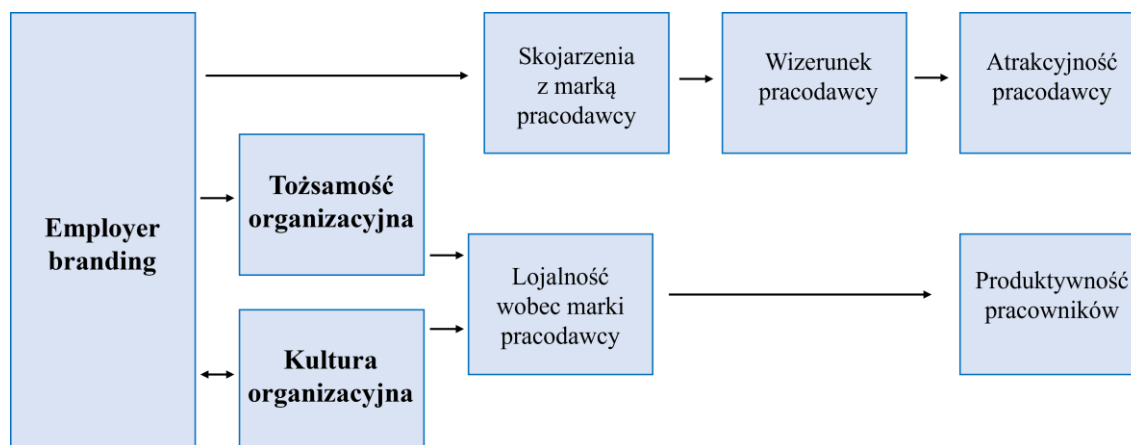 Skojarzenia
z marką
pracodawcy
Wizerunek
pracodawcy
Atrakcyjność
pracodawcy
Employer
branding
Tożsamość
organizacyjna
Kultura
organizacyjna
Lojalność
wobec marki
pracodawcy
Produktywność
pracowników